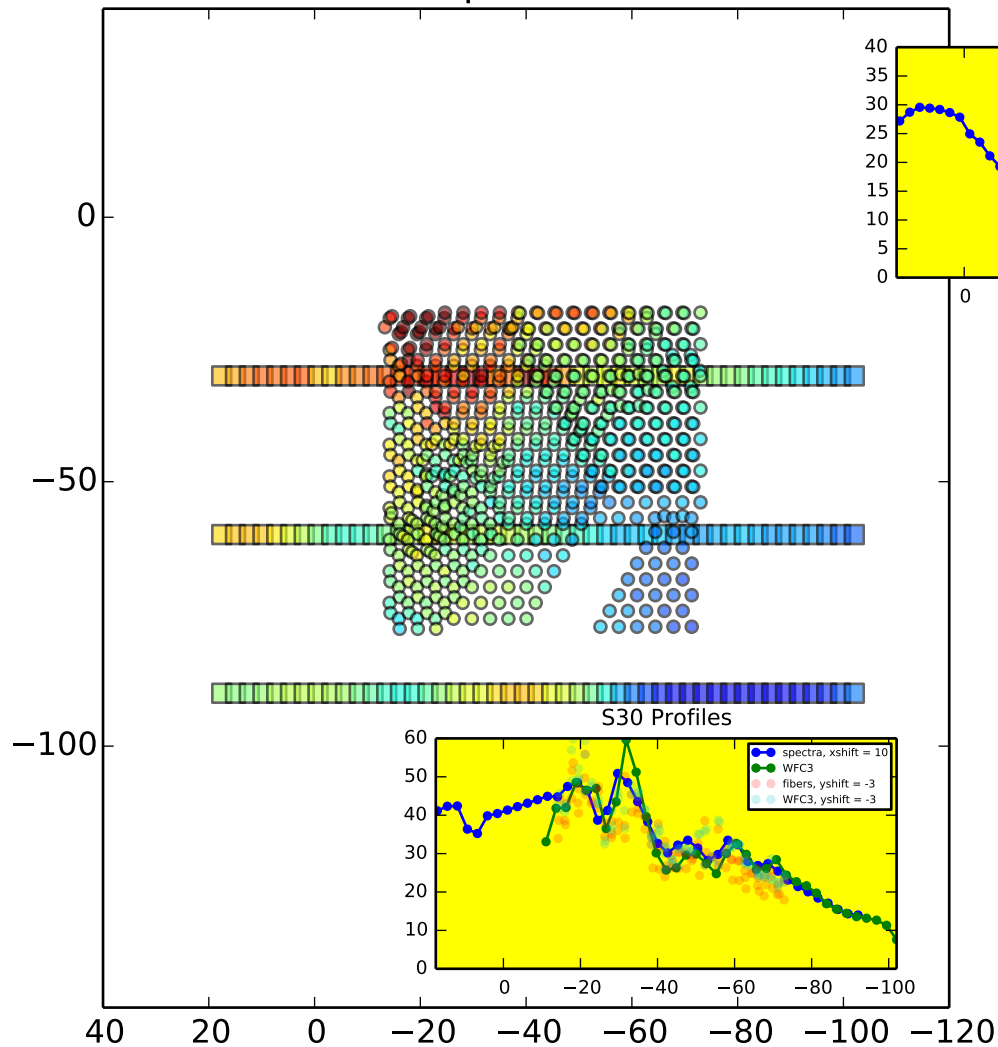 40
35
30
25
20
15
10
5
0
0
0
−50
−100
S30 Profiles
60
50
40
30
20
10
0
spectra, xshift = 10
WFC3
fibers, yshift = -3
WFC3, yshift = -3
0 −20 −40 −60 −80 −100
40 20 0 −20 −40 −60 −80 −100 −120